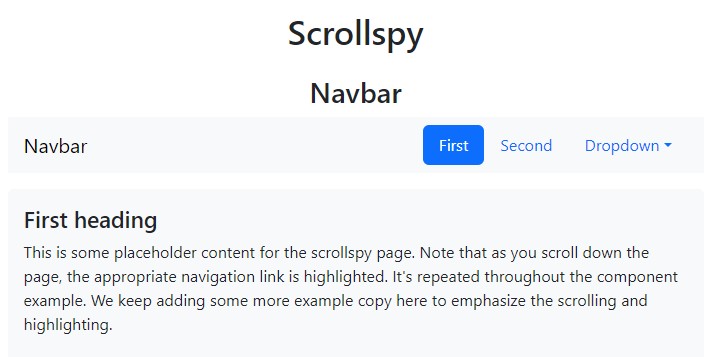 Scrollspy
Navbar
Navbar First Second Dropdown
First heading
This is some placeholder content for the scrollspy page. Note that as you scroll down the
page, the appropriate navigation link is highlighted. It's repeated throughout the component
example. We keep adding some more example copy here to emphasize the scrolling and
highlighting.